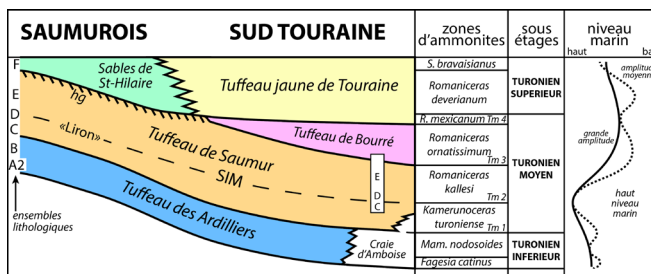 SAUMUROIS
SUD TOURAINE
zones
d'ammonites
sous
étages
niveau
marin
haut
ba
F
E
D
C
B
A2
ensembles
lithologiques
Sables de
St-Hilaire
Tuffeau jaune de Touraine
hg
«Liron»
Tuffeau de Saumur
SIM
Tuffeau de Bourré
E
D
C
Tuffeau des Ardilliers
Craie
d'Amboise
S. bravaisianus
Romaniceras
deverianum
R. mexicanum Tm 4
Romaniceras
ornatissimum
Tm 3
Romaniceras
kallesi
Tm 2
Kamerunoceras
turoniense
Tm 1
Mam. nodosoides
Fagesia catinus
TURONIEN
SUPERIEUR
TURONIEN
MOYEN
TURONIEN
INFERIEUR
amplitud
moyenn
grande
amplitude
haut
niveau
marin